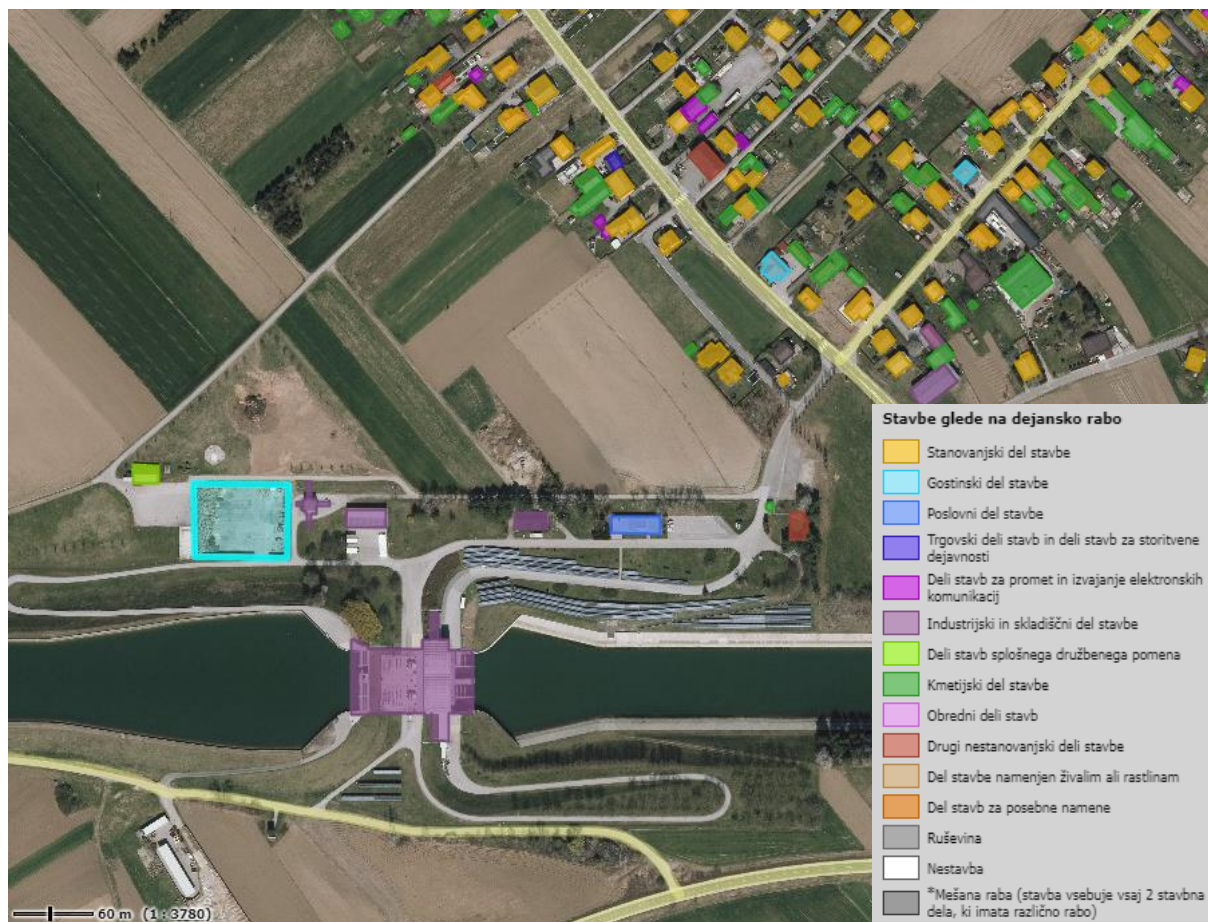 Stavbe glede na dejansko rabo
Stanovanjski del stavbe
Gostinski del stavbe
Poslovni del stavbe
Trgovski deli stavb in deli stavb za storitvene
dejavnosti
Deli stavb za promet in izvajanje elektronskih
komunikacij
Industrijski in skladiščni del stavbe
Deli stavb splošnega družbenega pomena
Kmetijski del stavbe
Obredni deli stavb
Drugi nestanovanjski deli stavbe
Del stavbe namenjen živalim ali rastlinam
Del stavb za posebne namene
Ruševina
Nestavba
*Mešana raba (stavba vsebuje vsaj 2 stavbna
dela, ki imata različno rabo)
60 m (1 : 3780)